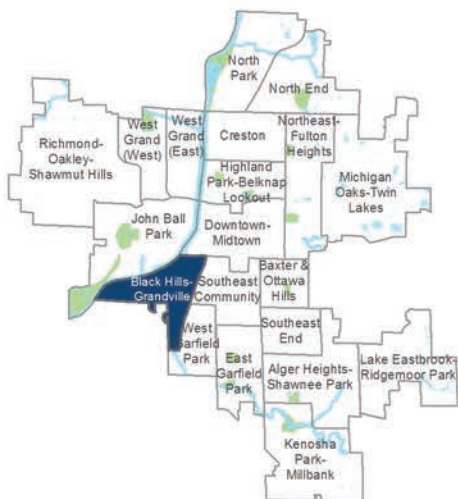 North
Park
North End
West
Grand
(West)
West
Grand
(East)
Creston
Northeast-
Fulton
Heights
Richmond-
Oakley-
Shawmut Hills
Highland
Park-Belknap
Lookout
Michigan
Oaks-Twin
Lakes
John Ball
Park
Downtown-
Midtown
Black Hills-
Grandville
Southeast
Community
Baxter &
Ottawa
Hills
West
Garfield
Park
Southeast
End
East
Garfield
Park
Alger Heights-
Shawnee Park
Lake Eastbrook-
Ridgemoor Park
Kenosha
Park-
Millbank